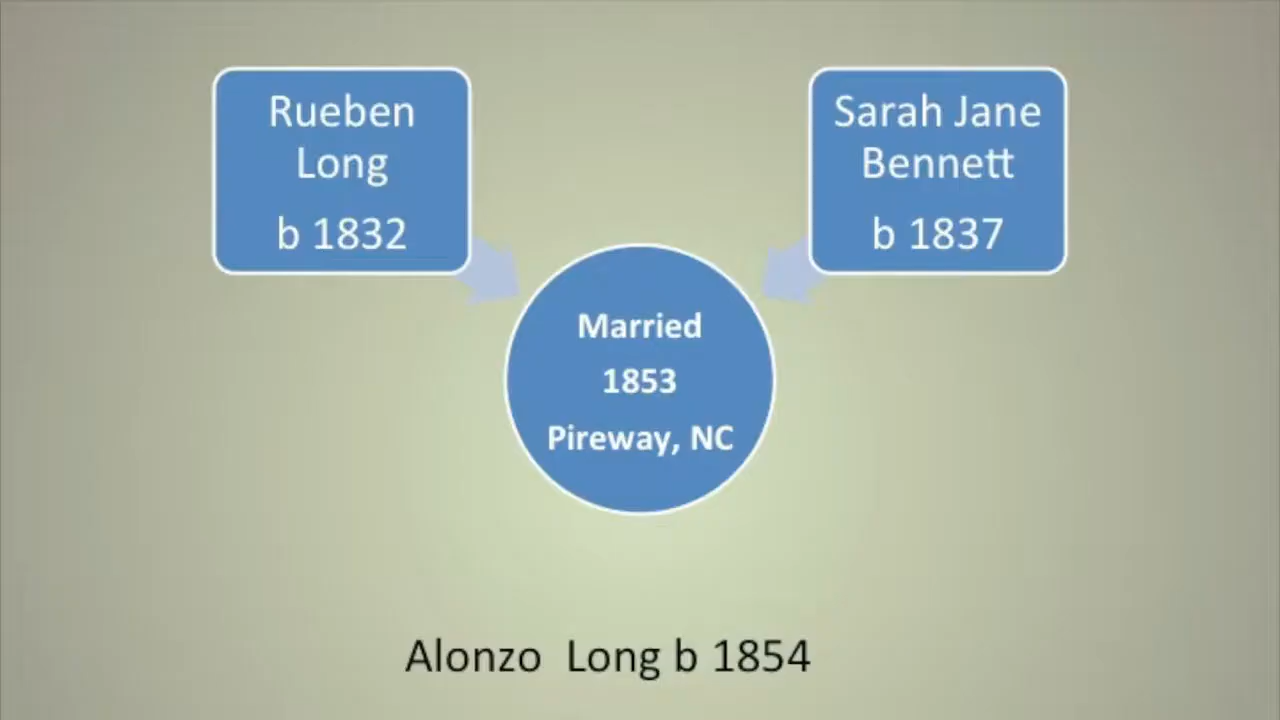 Rueben
Long
b 1832
Sarah Jane
Bennett
b 1837
Married
1853
Pireway, NC
Alonzo  Long b 1854